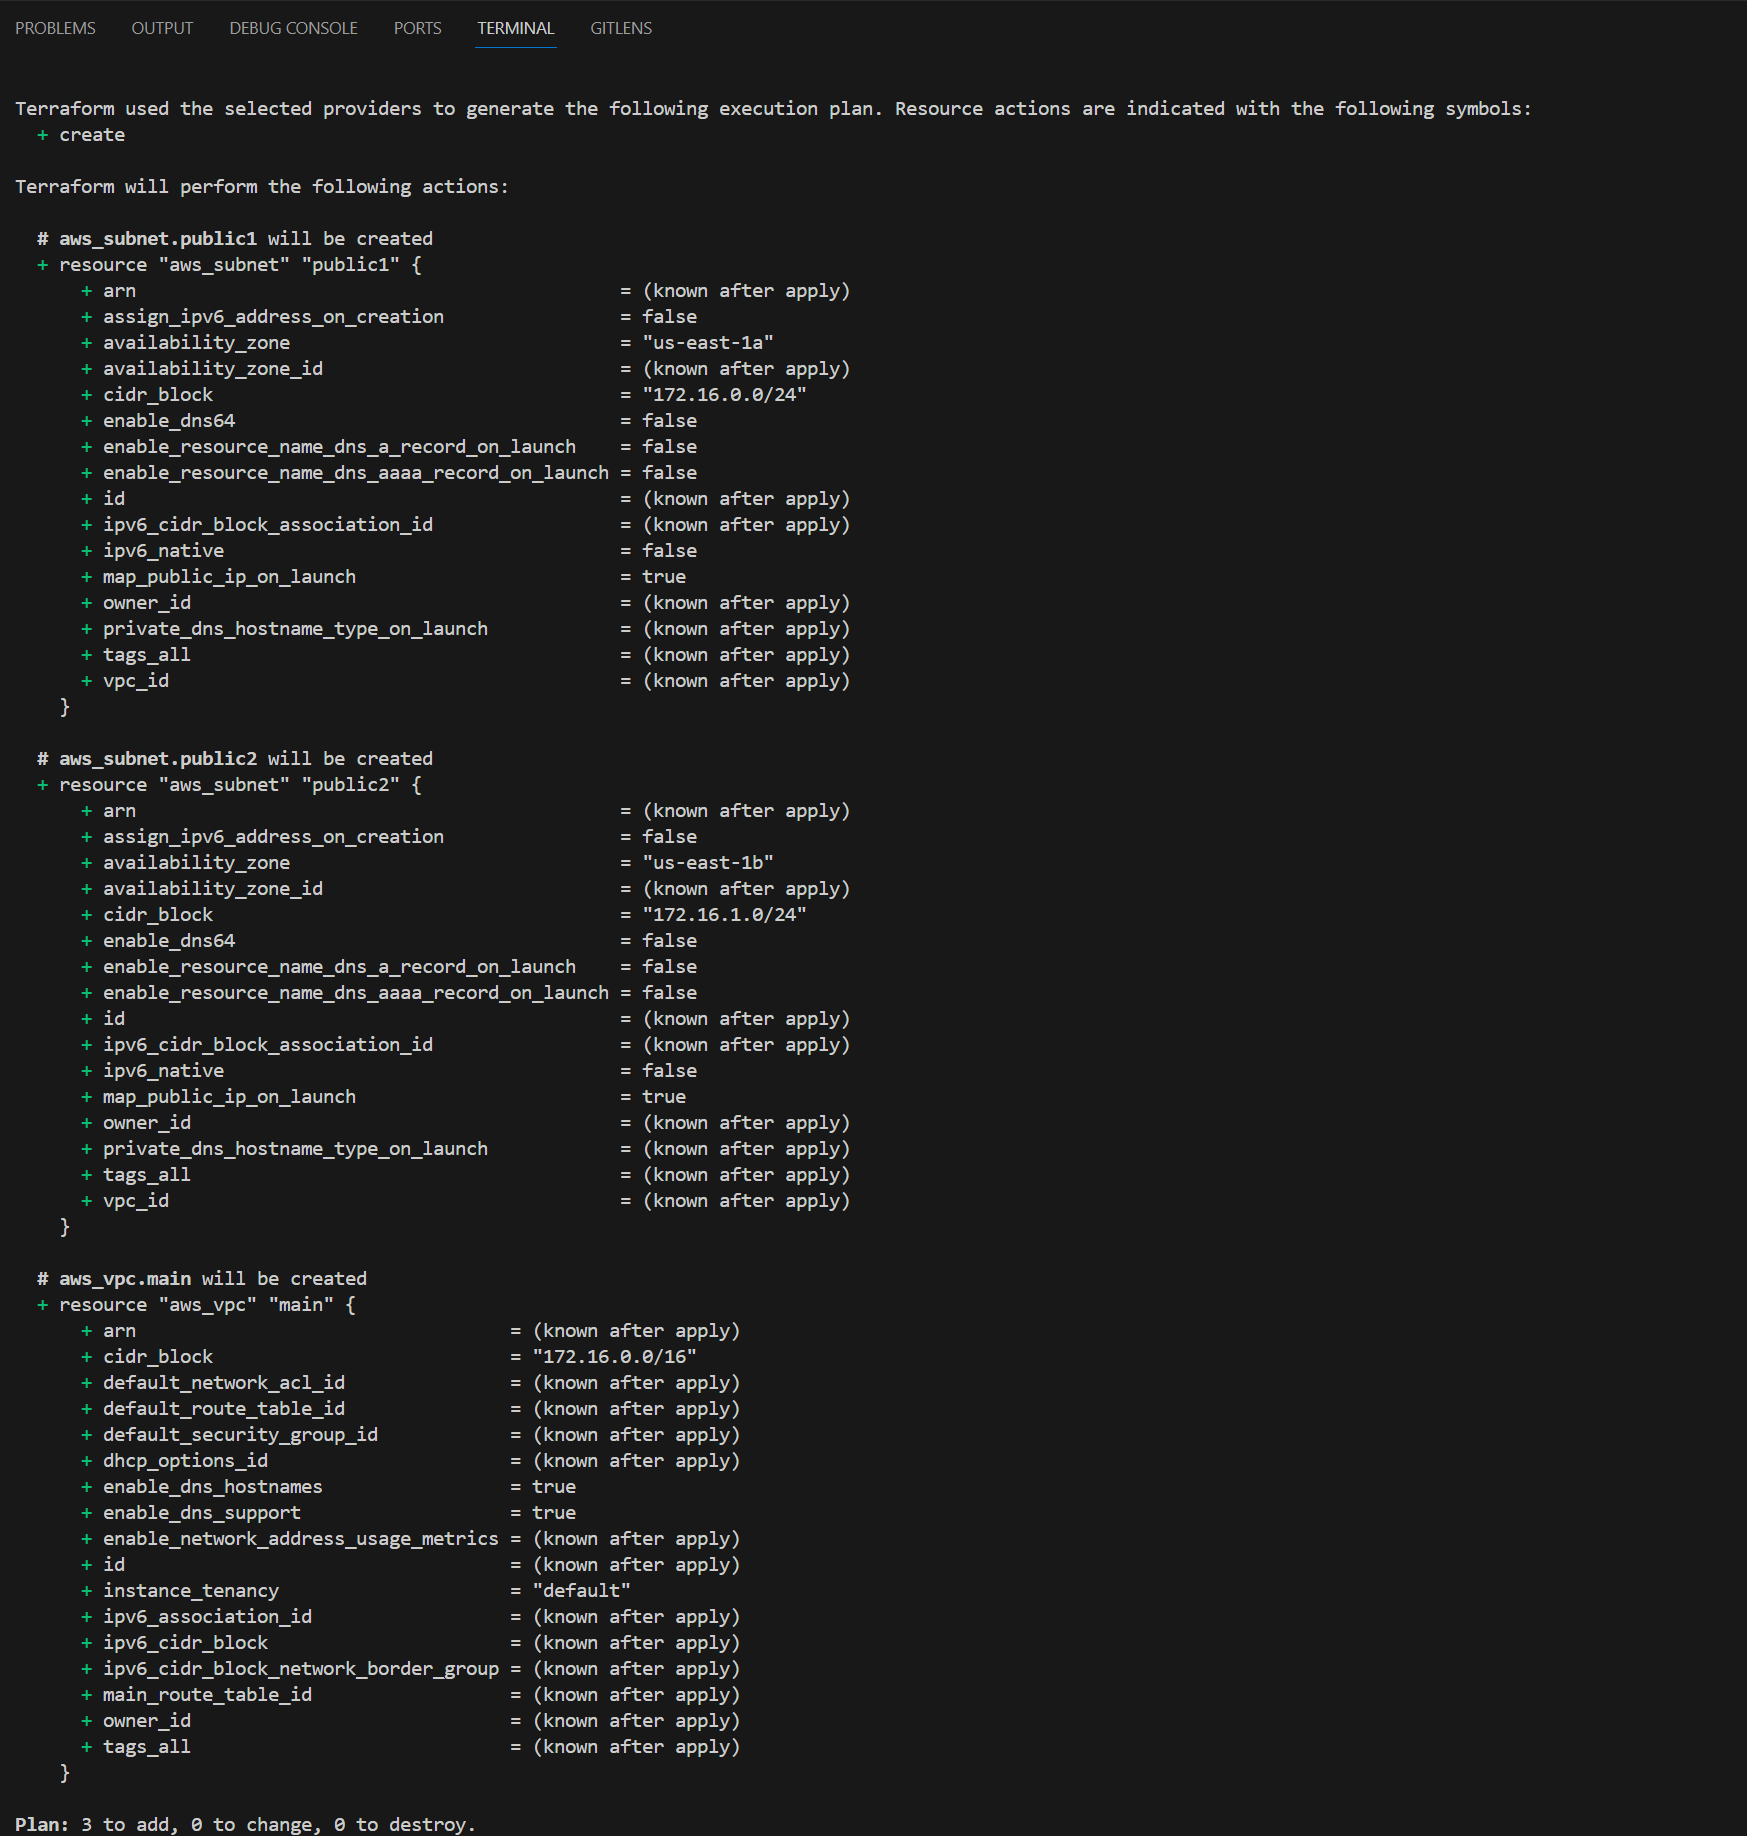 PROBLEMS OUTPUT DEBUG CONSOLE PORTS TERMINAL GITLENS
Terraform used the selected providers to generate the following execution plan. Resource actions are indicated with the following symbols:
+ create
Terraform will perform the following actions:
# aws_subnet.public1 will be created
+ resource "aws_subnet" "public1" {
+ arn = (known after apply)
+ assign_ipv6_address_on_creation = false
+ availability_zone = "us-east-1a"
+ availability_zone_id = (known after apply)
+ cidr_block = "172.16.0.0/24"
+ enable_dns64 = false
+ enable_resource_name_dns_a_record_on_launch = false
+ enable_resource_name_dns_aaaa_record_on_launch = false
+ id = (known after apply)
+ ipv6_cidr_block_association_id = (known after apply)
+ ipv6_native = false
+ map_public_ip_on_launch = true
+ owner_id = (known after apply)
+ private_dns_hostname_type_on_launch = (known after apply)
+ tags_all = (known after apply)
+ vpc_id = (known after apply)
}
# aws_subnet.public2 will be created
+ resource "aws_subnet" "public2" {
+ arn = (known after apply)
+ assign_ipv6_address_on_creation = false
+ availability_zone = "us-east-1b"
+ availability_zone_id = (known after apply)
+ cidr_block = "172.16.1.0/24"
+ enable_dns64 = false
+ enable_resource_name_dns_a_record_on_launch = false
+ enable_resource_name_dns_aaaa_record_on_launch = false
+ id = (known after apply)
+ ipv6_cidr_block_association_id = (known after apply)
+ ipv6_native = false
+ map_public_ip_on_launch = true
+ owner_id = (known after apply)
+ private_dns_hostname_type_on_launch = (known after apply)
+ tags_all = (known after apply)
+ vpc_id = (known after apply)
}
# aws_vpc.main will be created
+ resource "aws_vpc" "main" {
+ arn = (known after apply)
+ cidr_block = "172.16.0.0/16"
+ default_network_acl_id = (known after apply)
+ default_route_table_id = (known after apply)
+ default_security_group_id = (known after apply)
+ dhcp_options_id = (known after apply)
+ enable_dns_hostnames = true
+ enable_dns_support = true
+ enable_network_address_usage_metrics = (known after apply)
+ id = (known after apply)
+ instance_tenancy = "default"
+ ipv6_association_id = (known after apply)
+ ipv6_cidr_block = (known after apply)
+ ipv6_cidr_block_network_border_group = (known after apply)
+ main_route_table_id = (known after apply)
+ owner_id = (known after apply)
+ tags_all = (known after apply)
}
Plan: 3 to add, 0 to change, 0 to destroy.